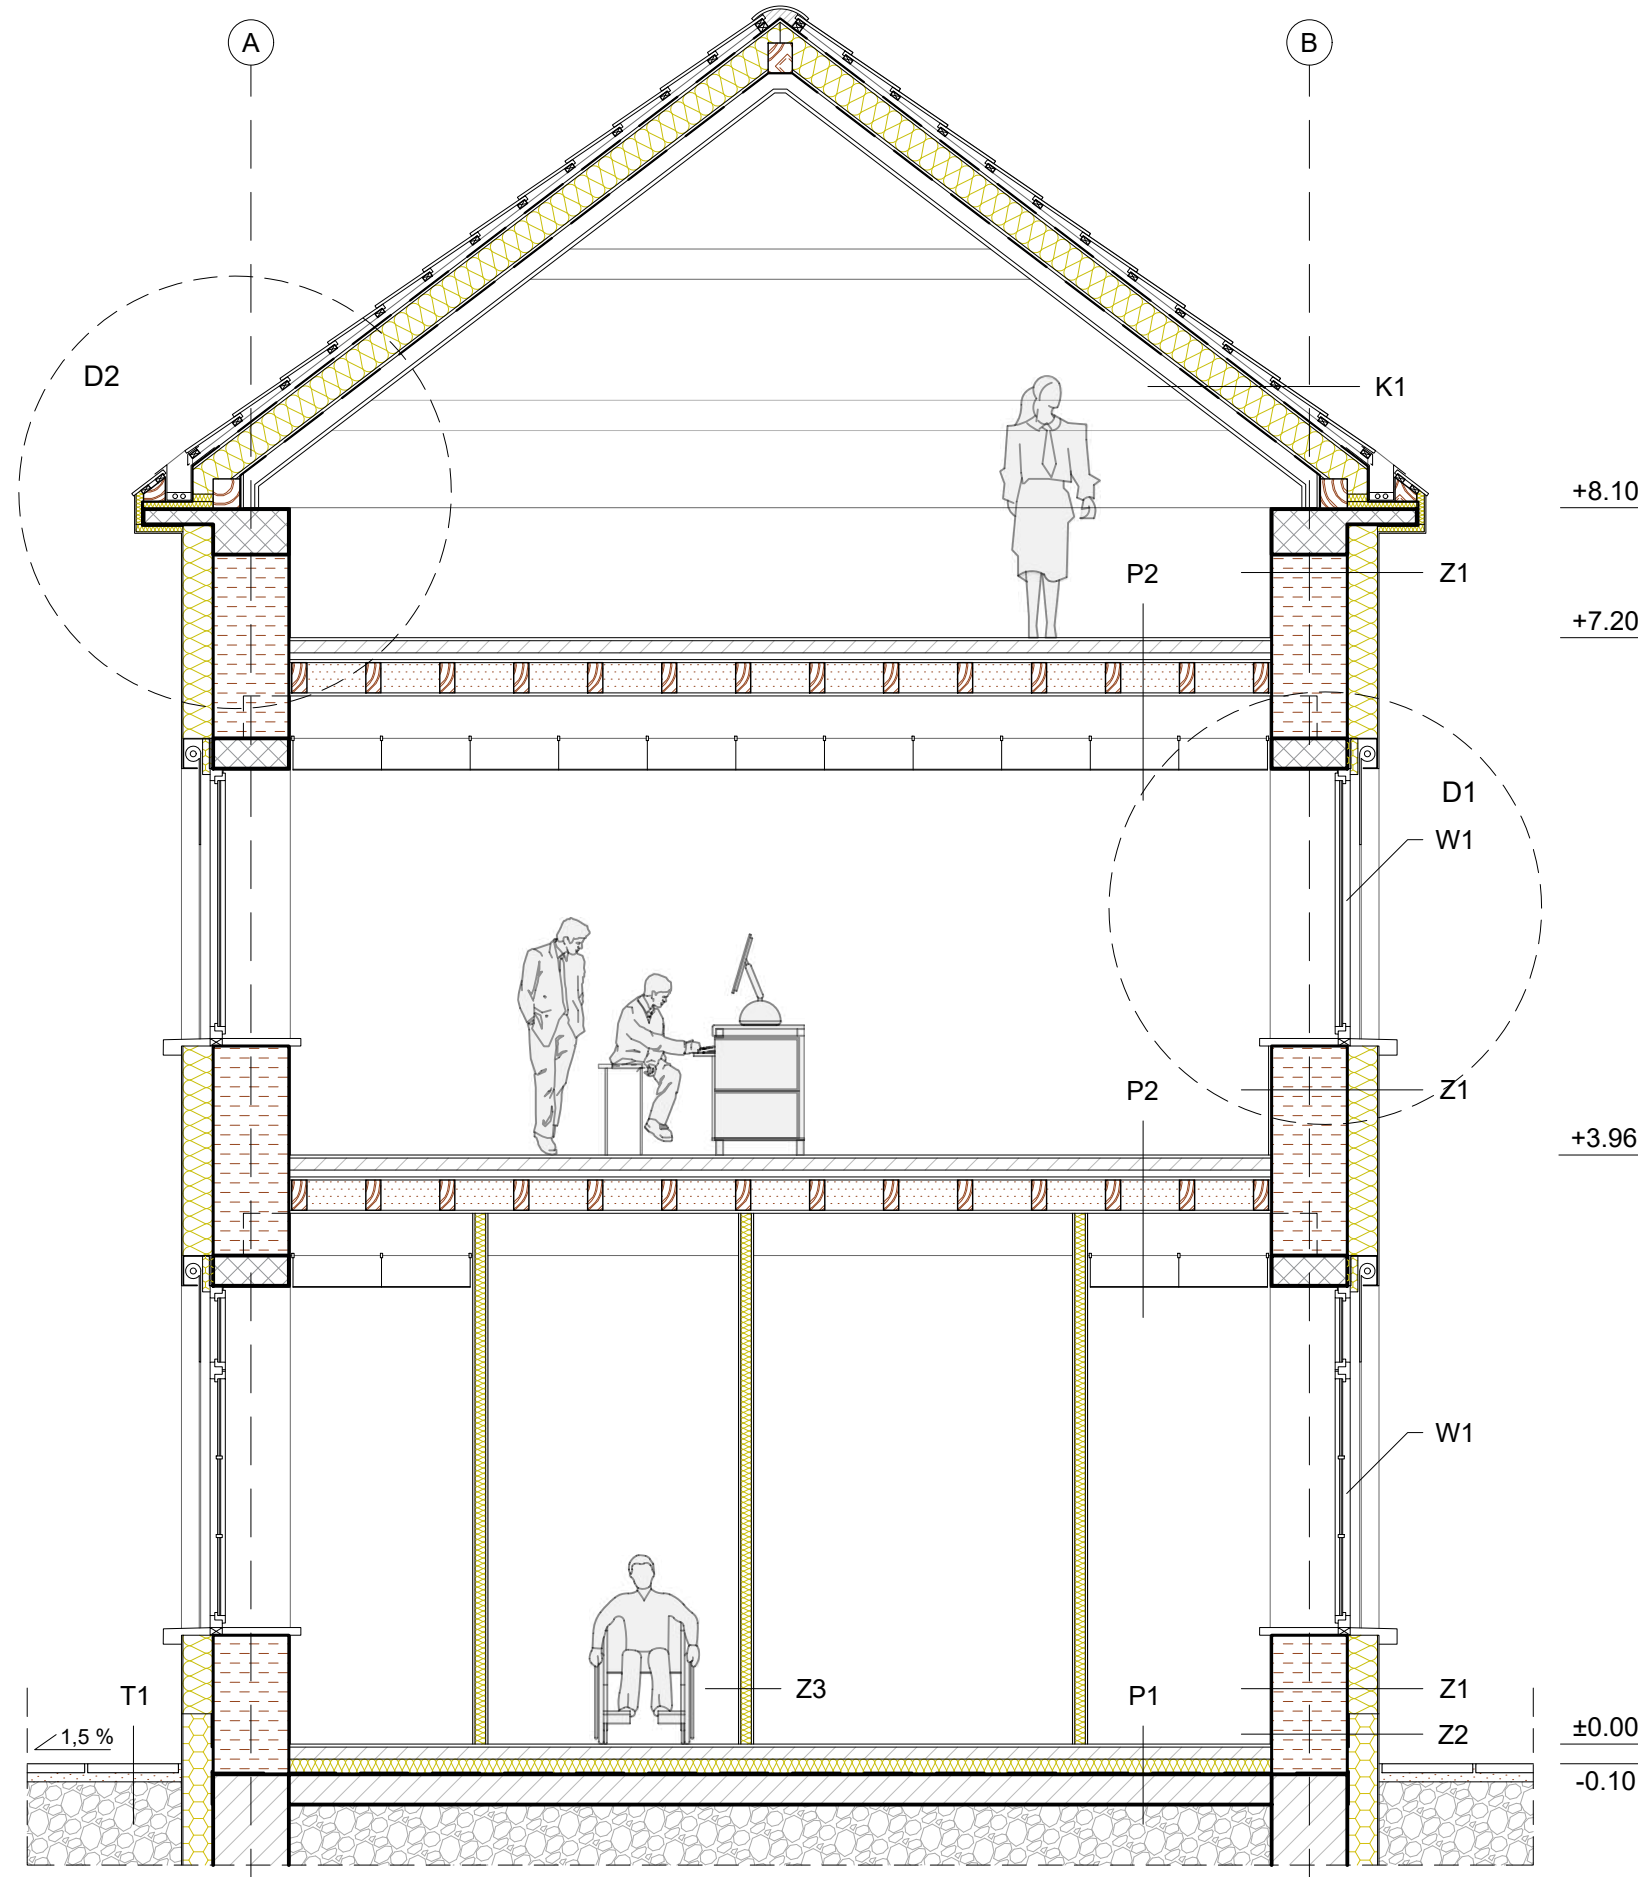 A
B
D2
K1
+8.10
P2
Z1
+7.20
D1
W1
P2
Z1
+3.96
W1
T1
Z3
P1
Z1
1,5 %
Z2
±0.00
-0.10